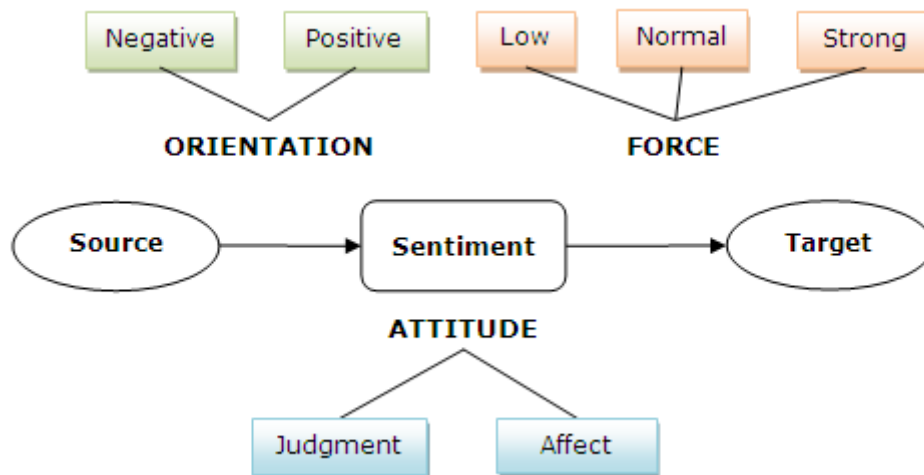 Negative Positive Low Normal Strong
ORIENTATION FORCE
Source Sentiment Target
ATTITUDE
Judgment Affect